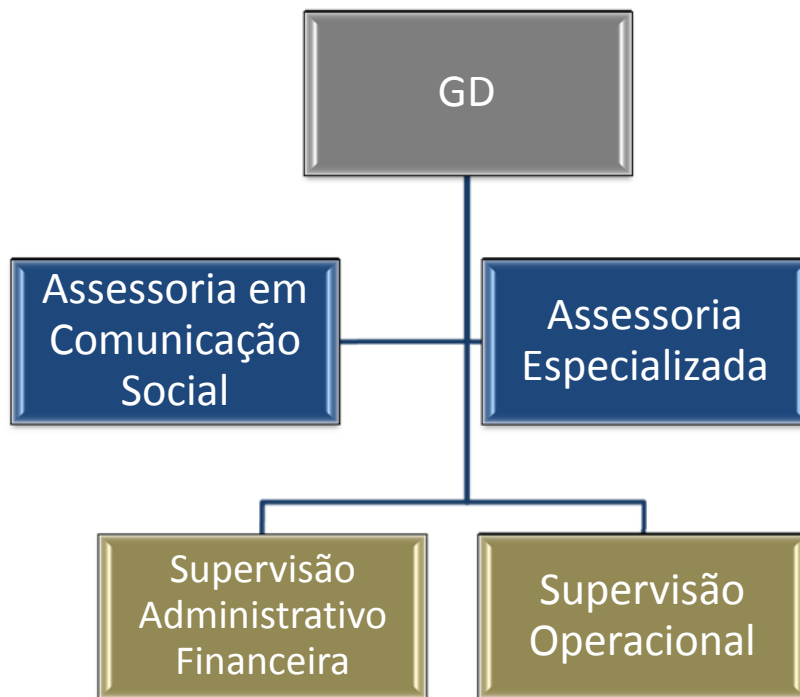 GD
Assessoria em
Comunicação
Social
Assessoria
Especializada
Supervisão
Administrativo
Financeira
Supervisão
Operacional